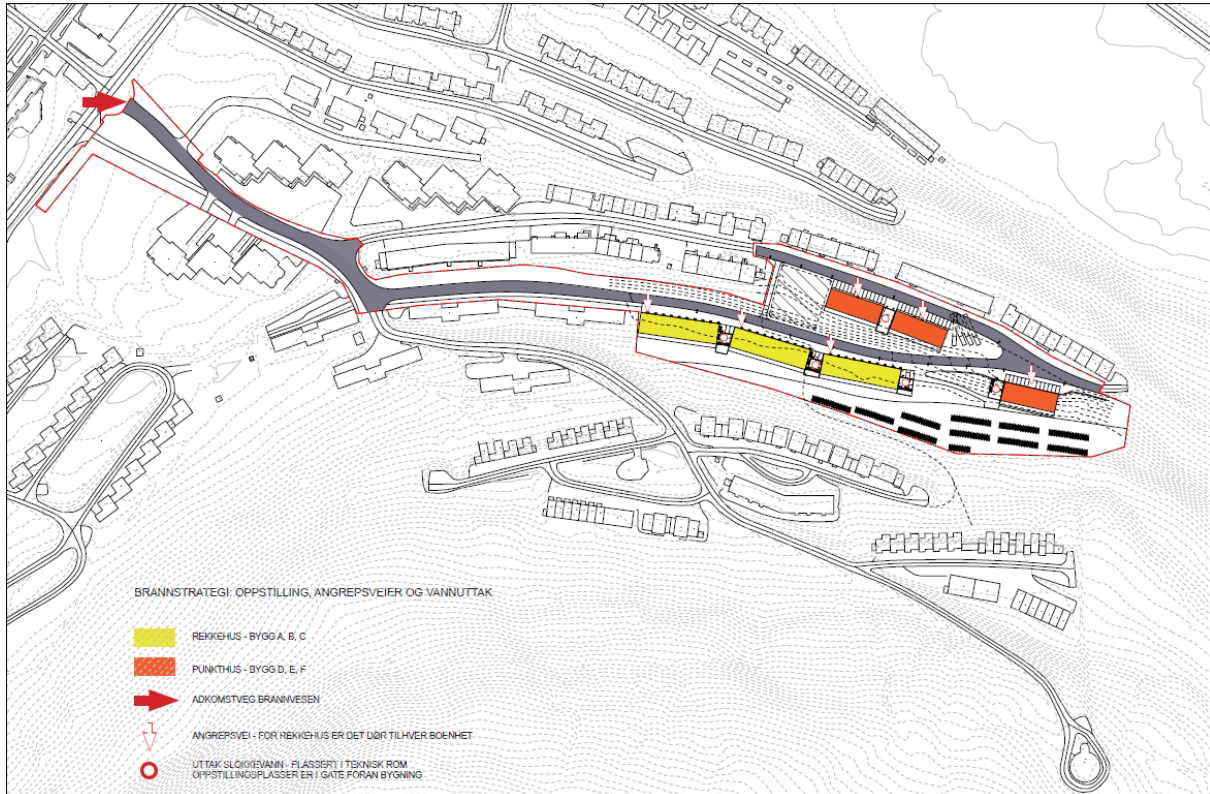 BRANNSTRATEGI: OPPSTILLING, ANGREPSVEIER OG VANNUTTAK
REKKEHUS - BYGG A, B, C
PUNKTHUS - BYGG D, E, F
ADKOMSTVEG BRANNVESEN
ANGREPSVEI - FOR REKKEHUS ER DET DØR TILHVER BOENHET
UTTAK SLOKKEVANN - PLASSERT I TEKNISK ROM
OPPSTILLINGSPLASSER ER I GATE FORAN BYGNING